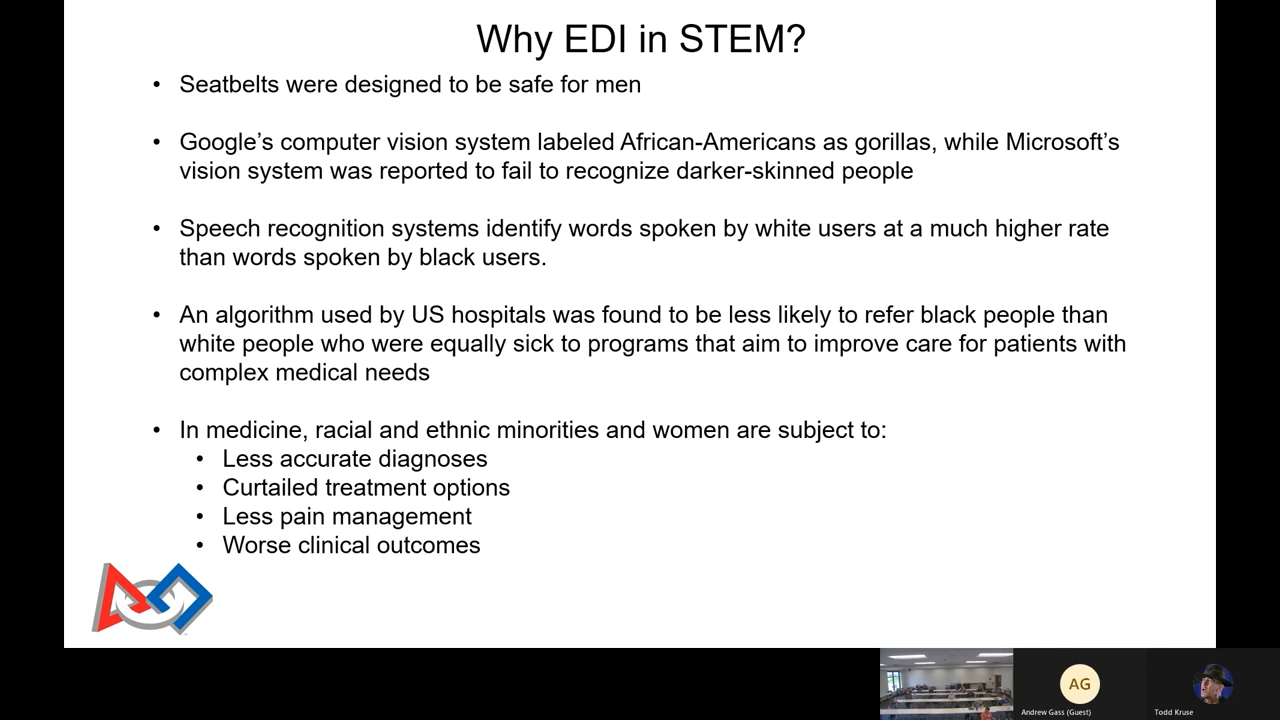 Why EDI in STEM?
• Seatbelts were designed to be safe for men
• Google’s computer vision system labeled African-Americans as gorillas, while Microsoft’s
vision system was reported to fail to recognize darker-skinned people
• Speech recognition systems identify words spoken by white users at a much higher rate
than words spoken by black users.
• An algorithm used by US hospitals was found to be less likely to refer black people than
white people who were equally sick to programs that aim to improve care for patients with
complex medical needs
• In medicine, racial and ethnic minorities and women are subject to:
• Less accurate diagnoses
• Curtailed treatment options
• Less pain management
• Worse clinical outcomes
AG
Andrew Gass (Guest)
Todd Kruse